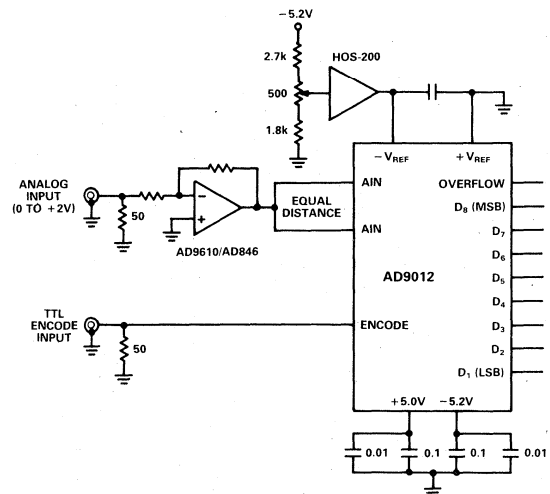 −5.2V
2.7k
HOS-200
500
1.8k
− VREF
+ VREF
ANALOG
INPUT
(0 TO +2V)
50
−
+
AD9610/AD846
EQUAL
DISTANCE
AIN
AIN
OVERFLOW
D8 (MSB)
D7
D6
D5
D4
D3
D2
D1 (LSB)
AD9012
TTL
ENCODE
INPUT
50
ENCODE
+5.0V
−5.2V
0.01
0.1
0.1
0.01